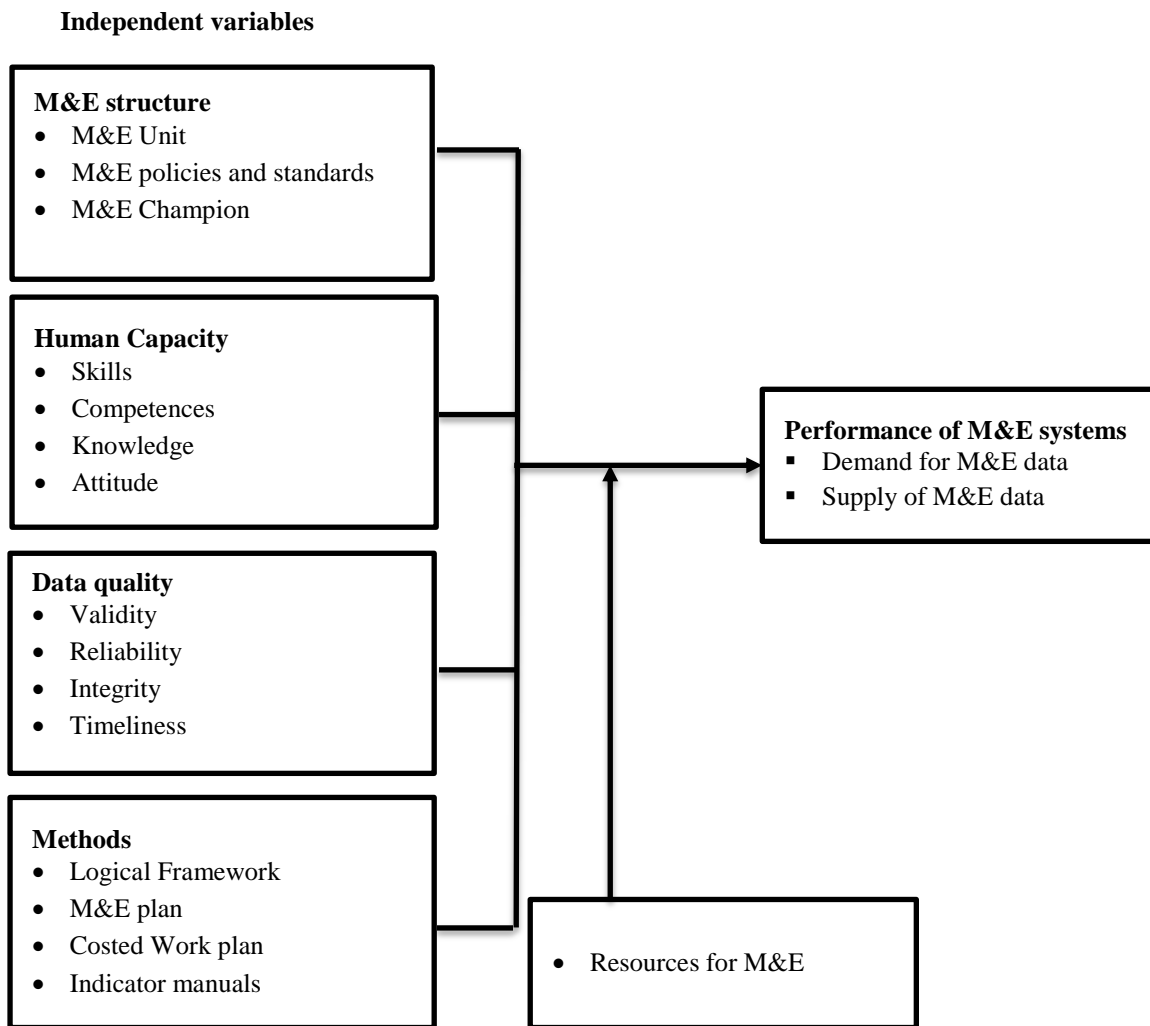 Independent variables
M&E structure
• M&E Unit
• M&E policies and standards
• M&E Champion
Human Capacity
• Skills
• Competences
• Knowledge
• Attitude
Performance of M&E systems
▪ Demand for M&E data
▪ Supply of M&E data
Data quality
• Validity
• Reliability
• Integrity
• Timeliness
Methods
• Logical Framework
• M&E plan
• Costed Work plan
• Indicator manuals
• Resources for M&E